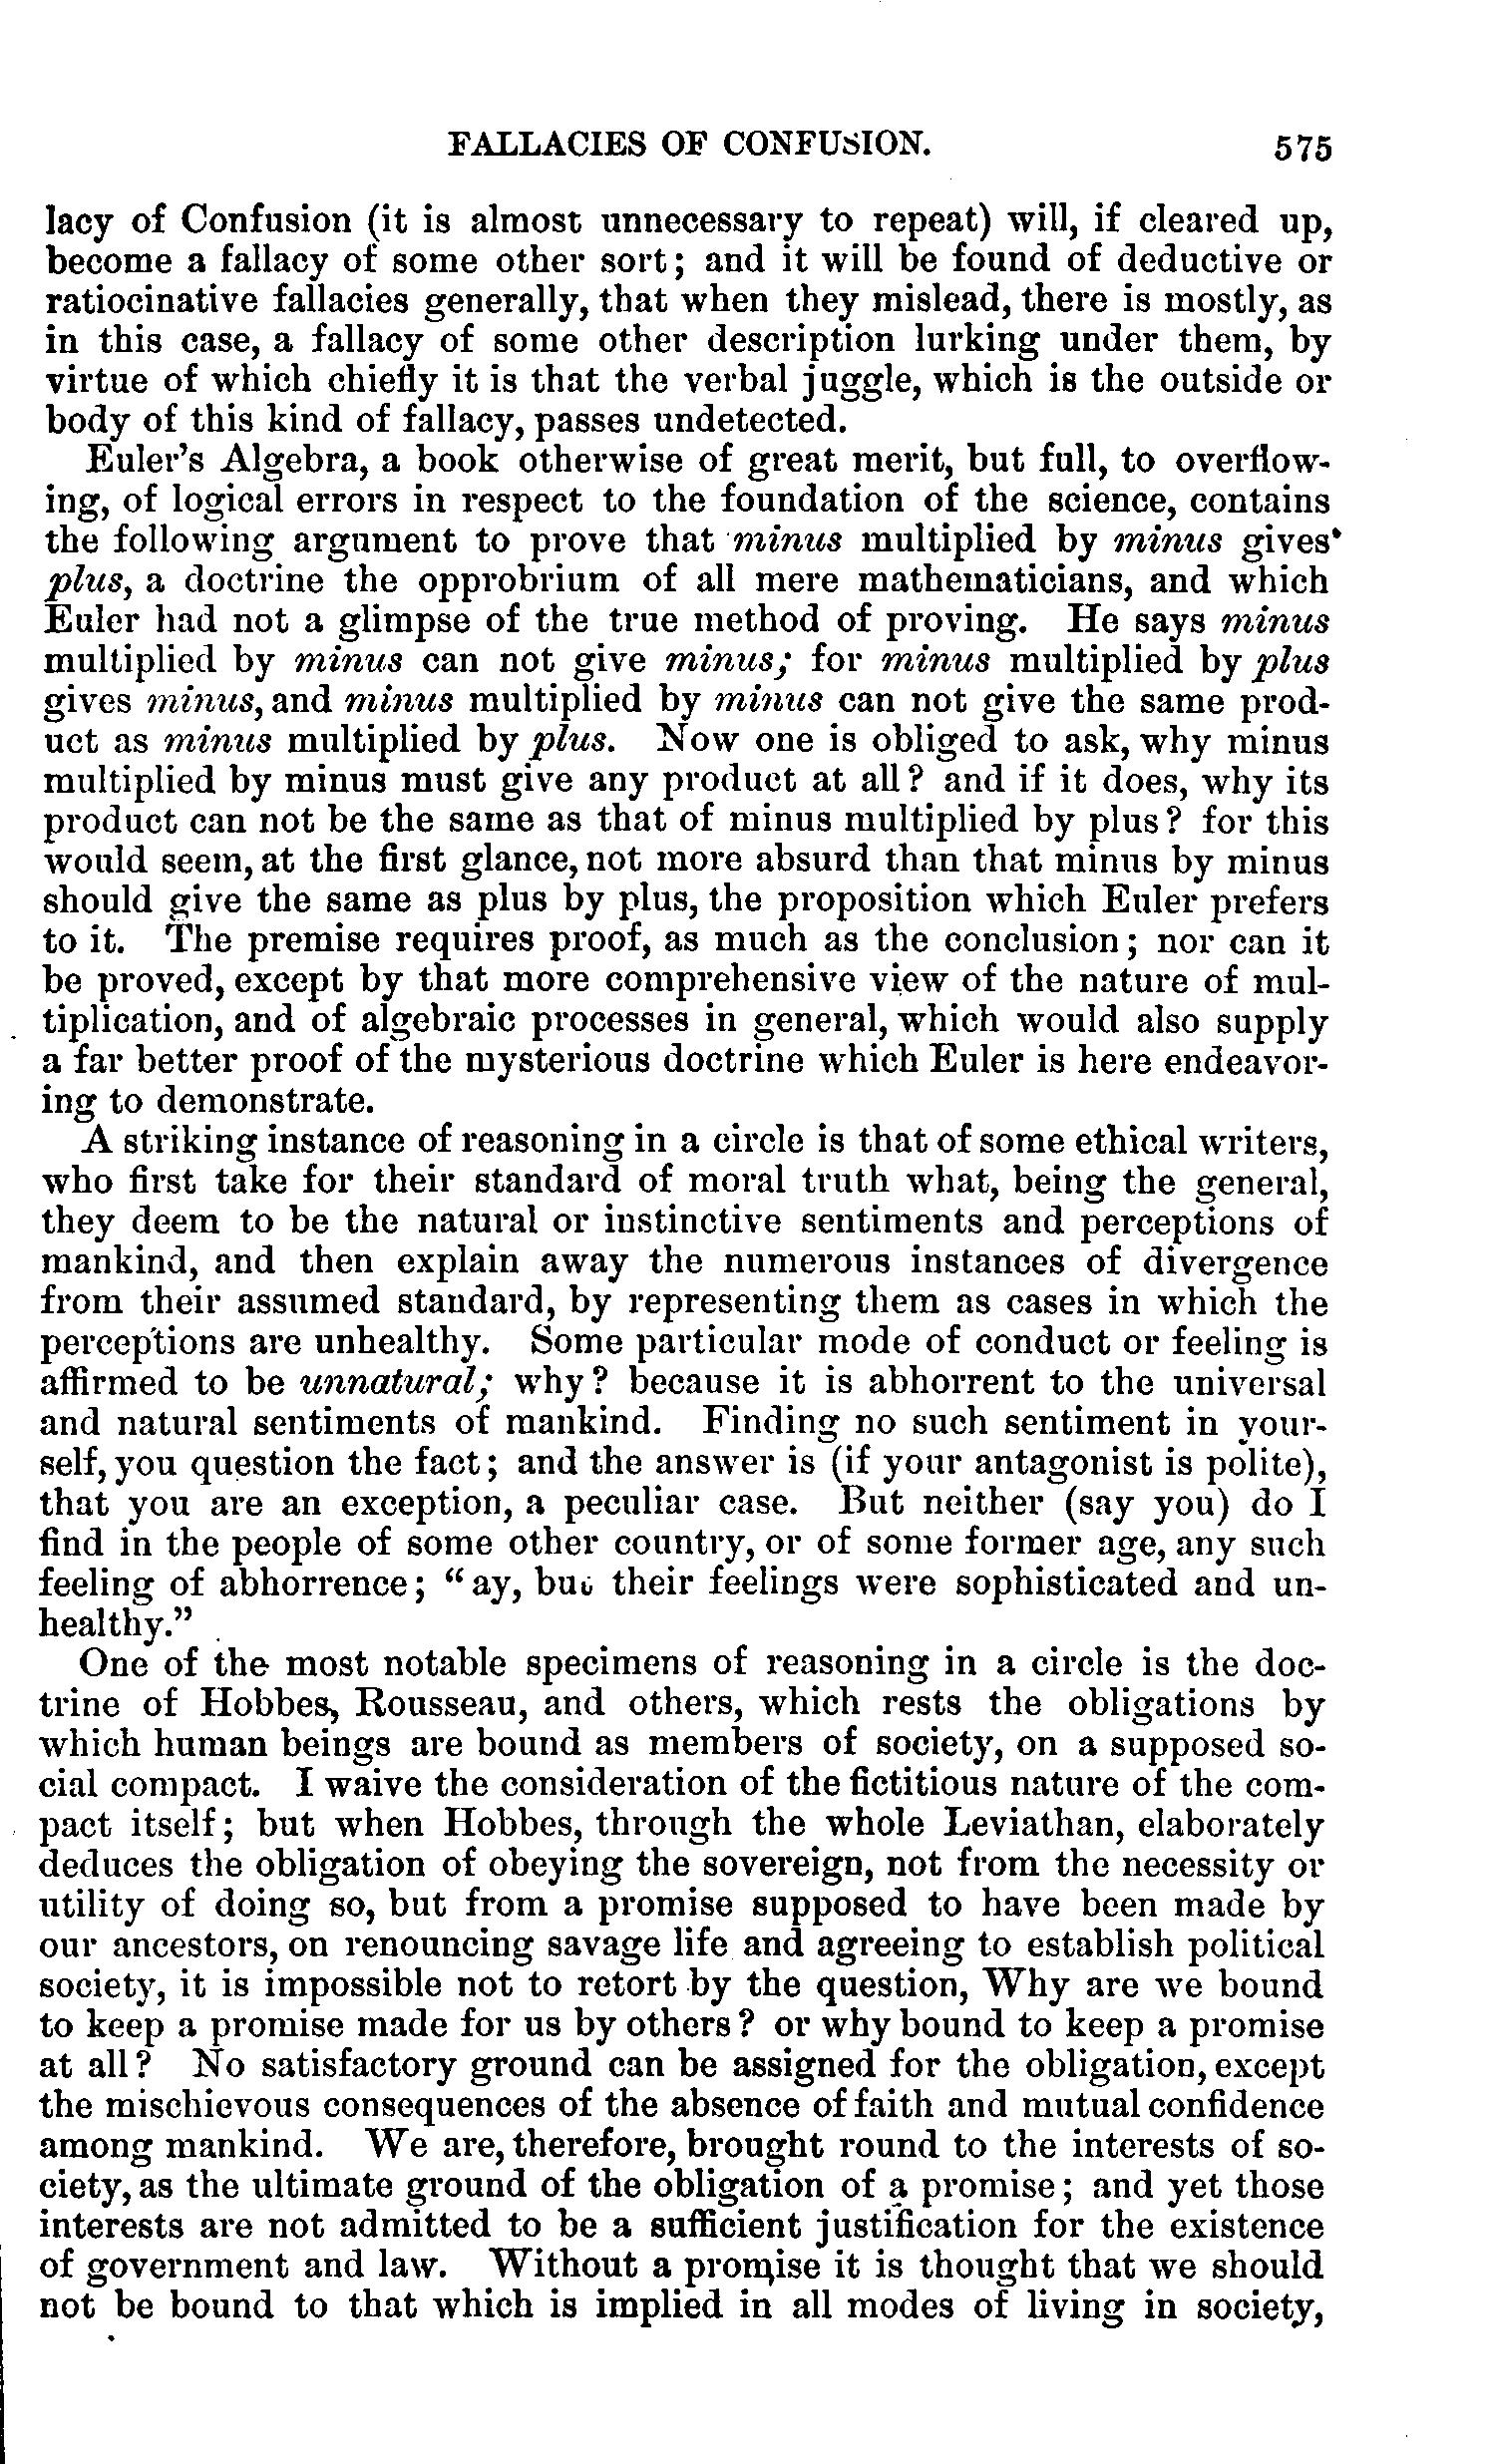 FALLACIES OF CONFUSION. 575
lacy of Confusion (it is almost unnecessary to repeat) will, if cleared up,
become a fallacy of some other sort; and it will be found of deductive or
ratiocinative fallacies generally, that when they mislead, there is mostly, as
in this case, a fallacy of some other description lurking under them, by
virtue of which chiefly it is that the verbal juggle, which is the outside or
body of this kind of fallacy, passes undetected.
Euler's Algebra, a book otherwise of great merit, but full, to overflow-
ing, of logical errors in respect to the foundation of the science, contains
the following argument to prove that minus multiplied by minus gives
plus, a doctrine the opprobrium of all mere mathematicians, and which
Euler had not a glimpse of the true method of proving. He says minus
multiplied by minus can not give minus; for minus multiplied by plus
gives minus, and minus multiplied by minus can not give the same prod-
uct as minus multiplied by plus. Now one is obliged to ask, why minus
multiplied by minus must give any product at all? and if it does, why its
product can not be the same as that of minus multiplied by plus? for this
would seem, at the first glance, not more absurd than that minus by minus
should give the same as plus by plus, the proposition which Euler prefers
to it. The premise requires proof, as much as the conclusion; nor can it
be proved, except by that more comprehensive view of the nature of mul-
tiplication, and of algebraic processes in general, which would also supply
a far better proof of the mysterious doctrine which Euler is here endeavor-
ing to demonstrate.
A striking instance of reasoning in a circle is that of some ethical writers,
who first take for their standard of moral truth what, being the general,
they deem to be the natural or instinctive sentiments and perceptions of
mankind, and then explain away the numerous instances of divergence
from their assumed standard, by representing them as cases in which the
perceptions are unhealthy. Some particular mode of conduct or feeling is
affirmed to be unnatural; why? because it is abhorrent to the universal
and natural sentiments of mankind. Finding no such sentiment in your-
self, you question the fact; and the answer is (if your antagonist is polite),
that you are an exception, a peculiar case. But neither (say you) do I
find in the people of some other country, or of some former age, any such
feeling of abhorrence; "ay, but their feelings were sophisticated and un-
healthy."
One of the most notable specimens of reasoning in a circle is the doc-
trine of Hobbes, Rousseau, and others, which rests the obligations by
which human beings are bound as members of society, on a supposed so-
cial compact. I waive the consideration of the fictitious nature of the com-
pact itself; but when Hobbes, through the whole Leviathan, elaborately
deduces the obligation of obeying the sovereign, not from the necessity or
utility of doing so, but from a promise supposed to have been made by
our ancestors, on renouncing savage life and agreeing to establish political
society, it is impossible not to retort by the question, Why are we bound
to keep a promise made for us by others? or why bound to keep a promise
at all? No satisfactory ground can be assigned for the obligation, except
the mischievous consequences of the absence of faith and mutual confidence
among mankind. We are, therefore, brought round to the interests of so-
ciety, as the ultimate ground of the obligation of a promise; and yet those
interests are not admitted to be a sufficient justification for the existence
of government and law. Without a promise it is thought that we should
not be bound to that which is implied in all modes of living in society,